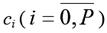 c_i ( i = \overline{0,P} )